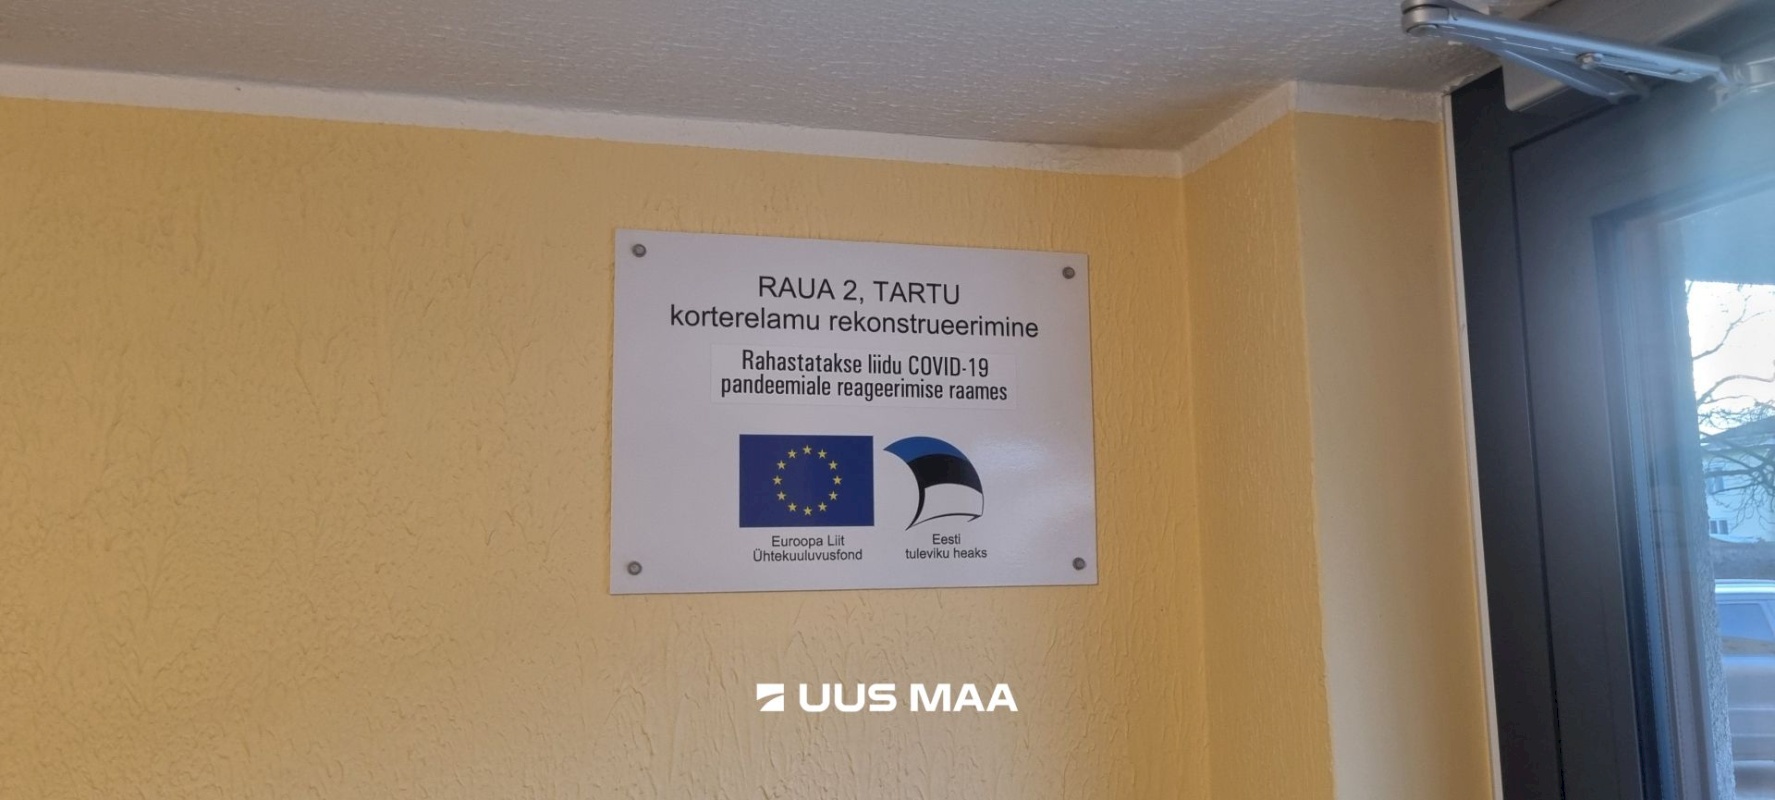 RAUA 2, TARTU
korterelamu rekonstrueerimine
Rahastatakse liidu COVID-19
pandeemiale reageerimise raames
Euroopa Liit
Ühtekuuluvusfond
Eesti
tuleviku heaks
UUS MAA